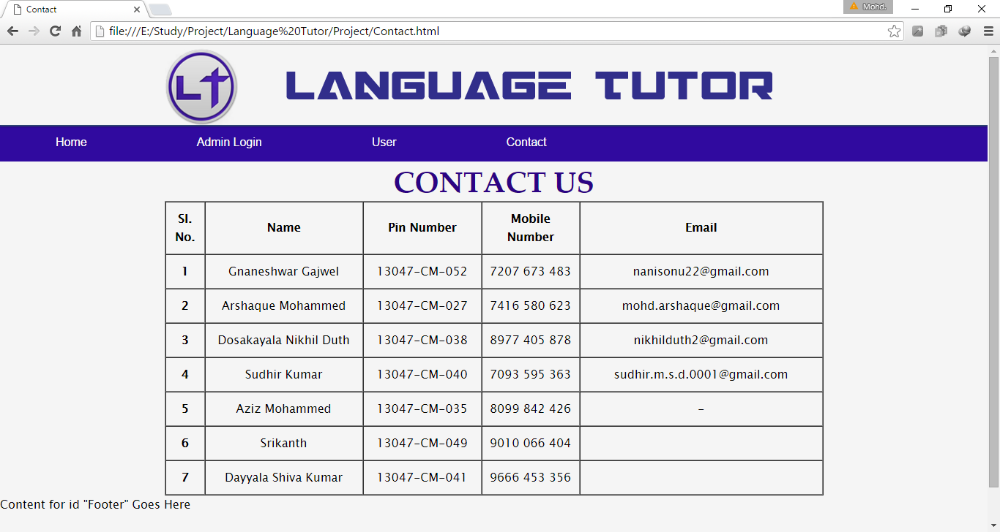 Contact
Mohd.
file:///E:/Study/Project/Language%20Tutor/Project/Contact.html
LT LANGUAGE TUTOR
Home Admin Login User Contact
CONTACT US
Sl. No. Name Pin Number Mobile Number Email
1 Gnaneshwar Gajwel 13047-CM-052 7207 673 483 nanisonu22@gmail.com
2 Arshaque Mohammed 13047-CM-027 7416 580 623 mohd.arshaque@gmail.com
3 Dosakayala Nikhil Duth 13047-CM-038 8977 405 878 nikhilduth2@gmail.com
4 Sudhir Kumar 13047-CM-040 7093 595 363 sudhir.m.s.d.0001@gmail.com
5 Aziz Mohammed 13047-CM-035 8099 842 426 -
6 Srikanth 13047-CM-049 9010 066 404
7 Dayyala Shiva Kumar 13047-CM-041 9666 453 356
Content for id "Footer" Goes Here